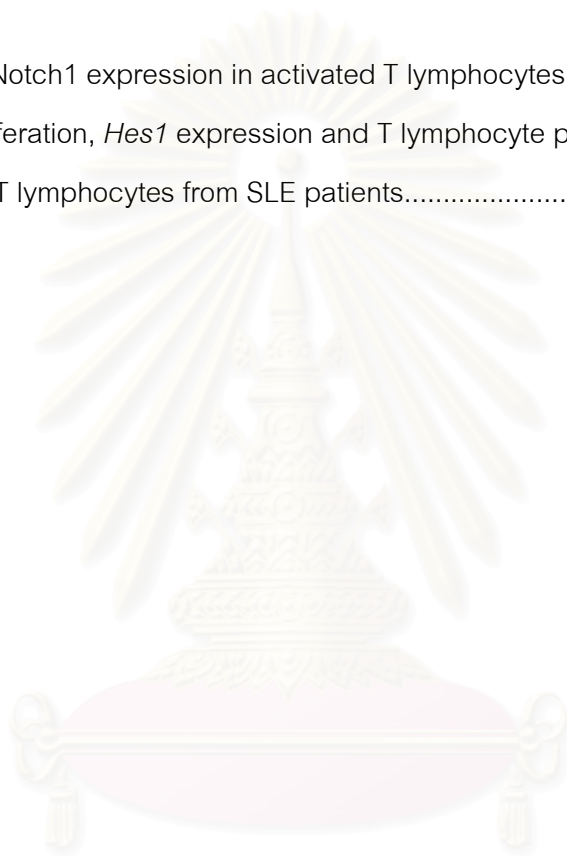 Notch1 expression in activated T lymphocytes
feration, Hes1 expression and T lymphocyte p
T lymphocytes from SLE patients.....................